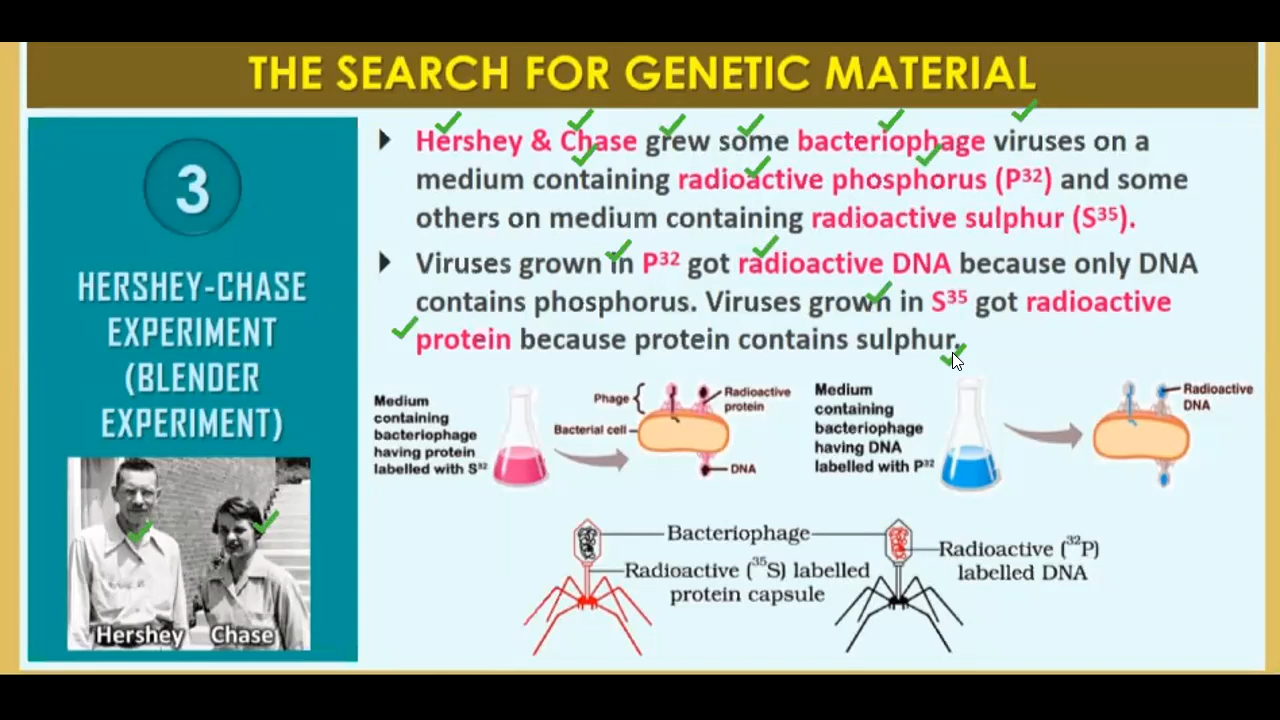 THE SEARCH FOR GENETIC MATERIAL
3
HERSHEY-CHASE
EXPERIMENT
(BLENDER
EXPERIMENT)
Hershey Chase
Hershey & Chase grew some bacteriophage viruses on a
medium containing radioactive phosphorus (P³²) and some
others on medium containing radioactive sulphur (S³⁵).
Viruses grown in P³² got radioactive DNA because only DNA
contains phosphorus. Viruses grown in S³⁵ got radioactive
protein because protein contains sulphur.
Medium
containing
bacteriophage
having protein
labelled with S³²
Phage
Bacterial cell
Radioactive
protein
DNA
Medium
containing
bacteriophage
having DNA
labelled with P³²
Radioactive
DNA
Bacteriophage
Radioactive (³⁵S) labelled
protein capsule
Radioactive (³²P)
labelled DNA